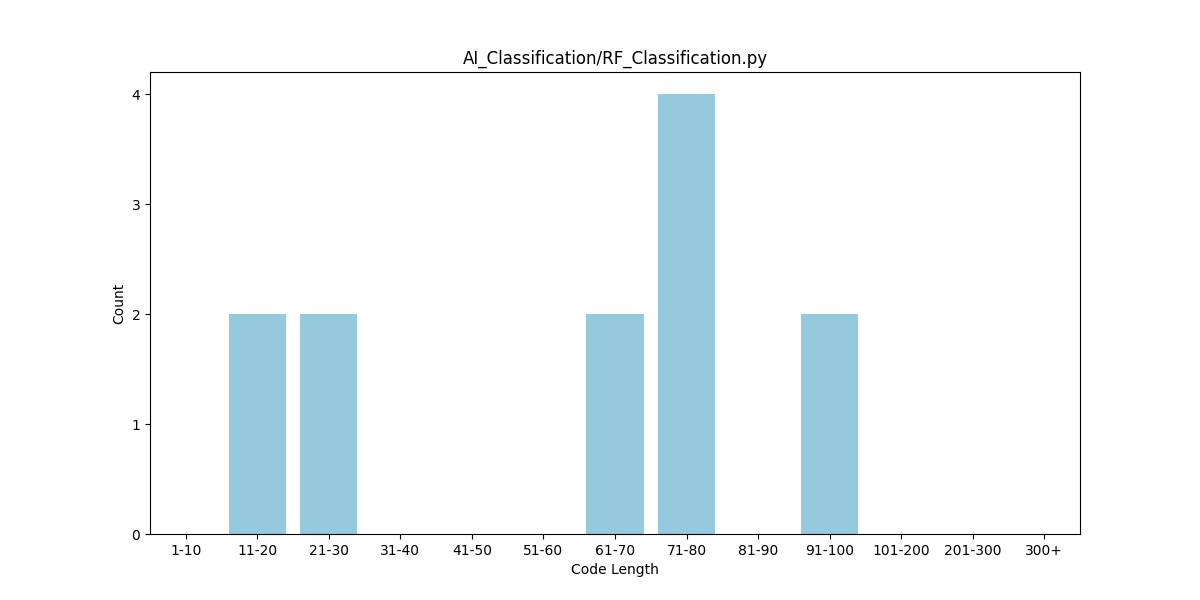 AI_Classification/RF_Classification.py
4
3
2
1
0
Count
1-10 11-20 21-30 31-40 41-50 51-60 61-70 71-80 81-90 91-100 101-200 201-300 300+
Code Length